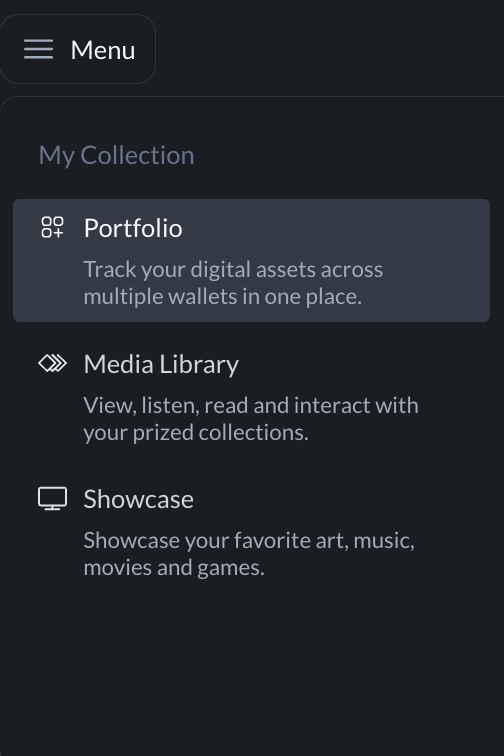 Menu
My Collection
Portfolio
Track your digital assets across
multiple wallets in one place.
Media Library
View, listen, read and interact with
your prized collections.
Showcase
Showcase your favorite art, music,
movies and games.